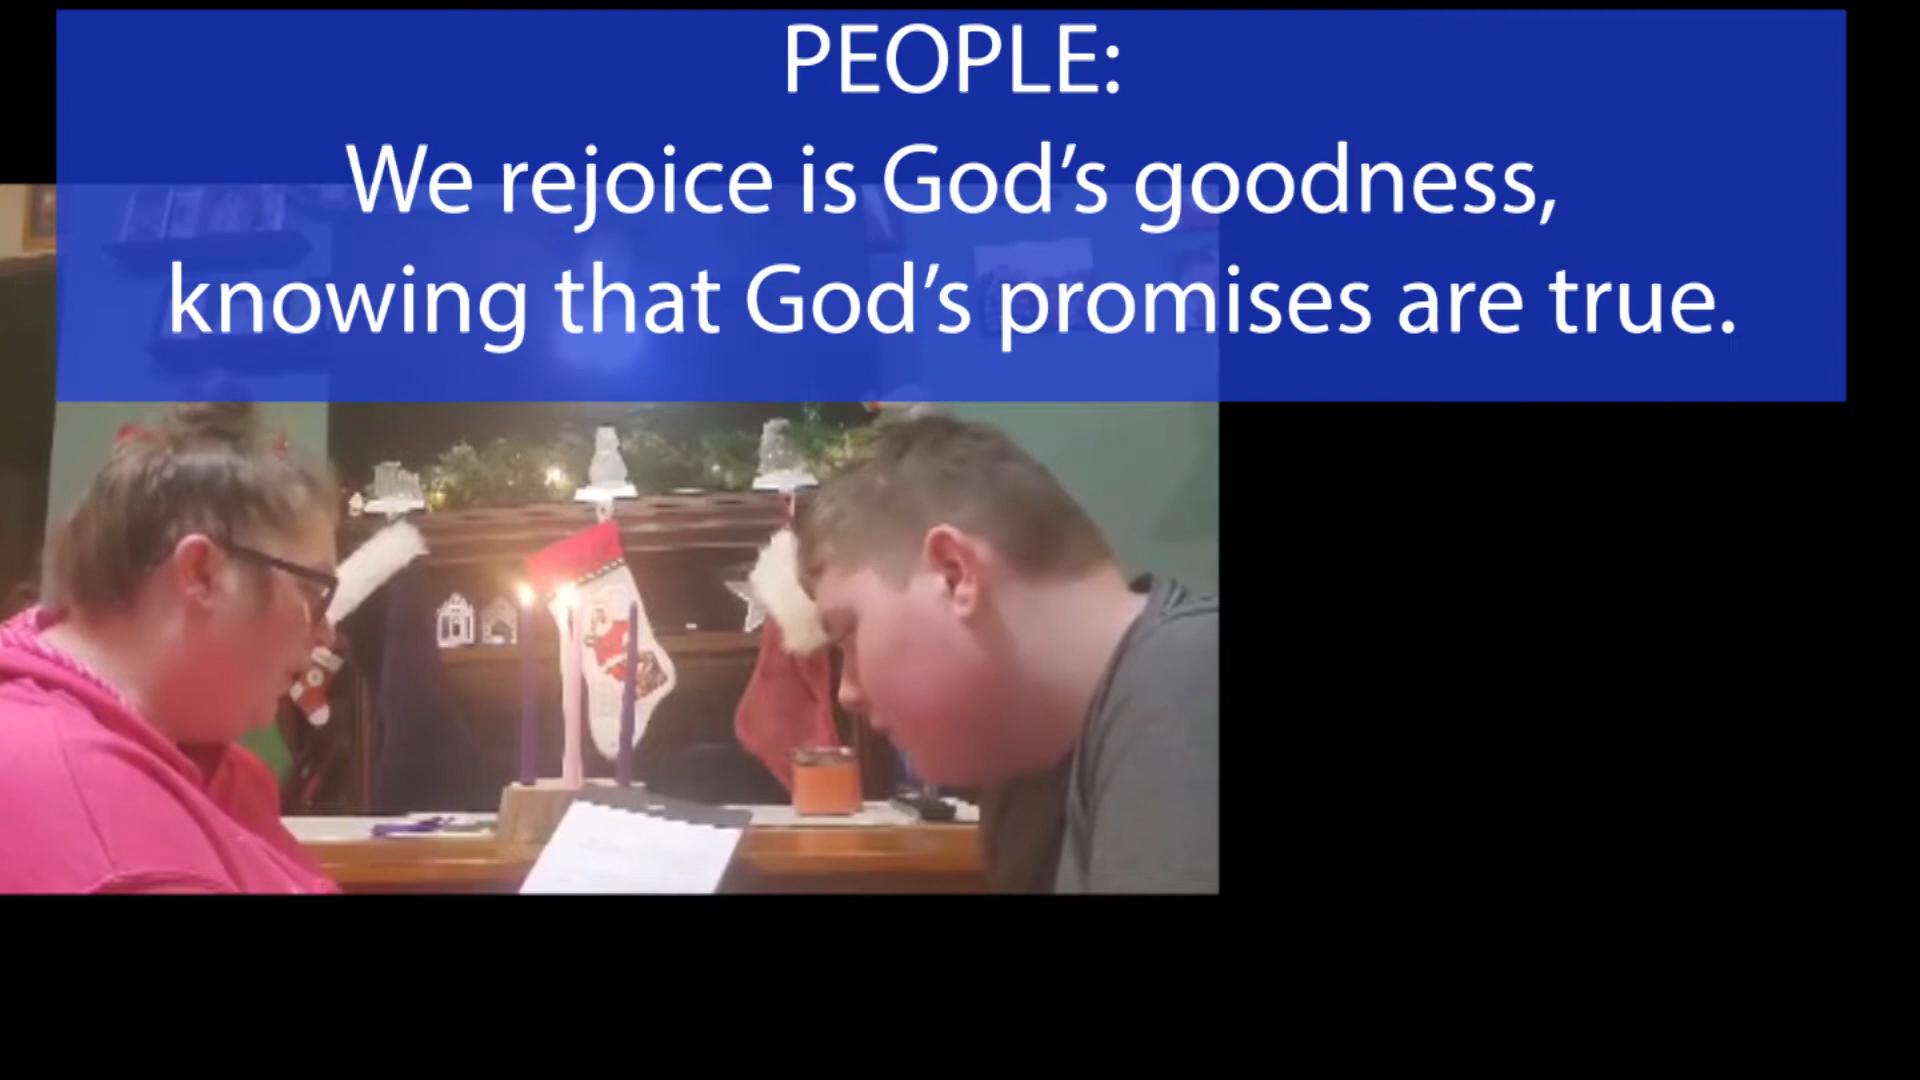 PEOPLE:
We rejoice is God’s goodness,
knowing that God’s promises are true.